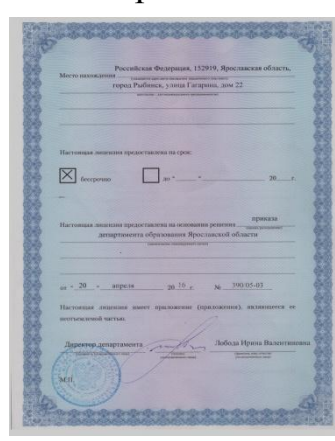 Российская Федерация, 152919, Ярославская область,
Место нахождения
город Рыбинск, улица Гагарина, дом 22
Настоящая лицензия предоставлена на срок:
бессрочно до " " 20 г.
приказа
Настоящая лицензия предоставлена на основании решения
департамента образования Ярославской области
от " 20 " апреля 20 16 г. № 390/05-03
Настоящая лицензия имеет приложение (приложения), являющееся её
неотъемлемой частью.
Директор департамента Лобода Ирина Валентиновна
М.П.